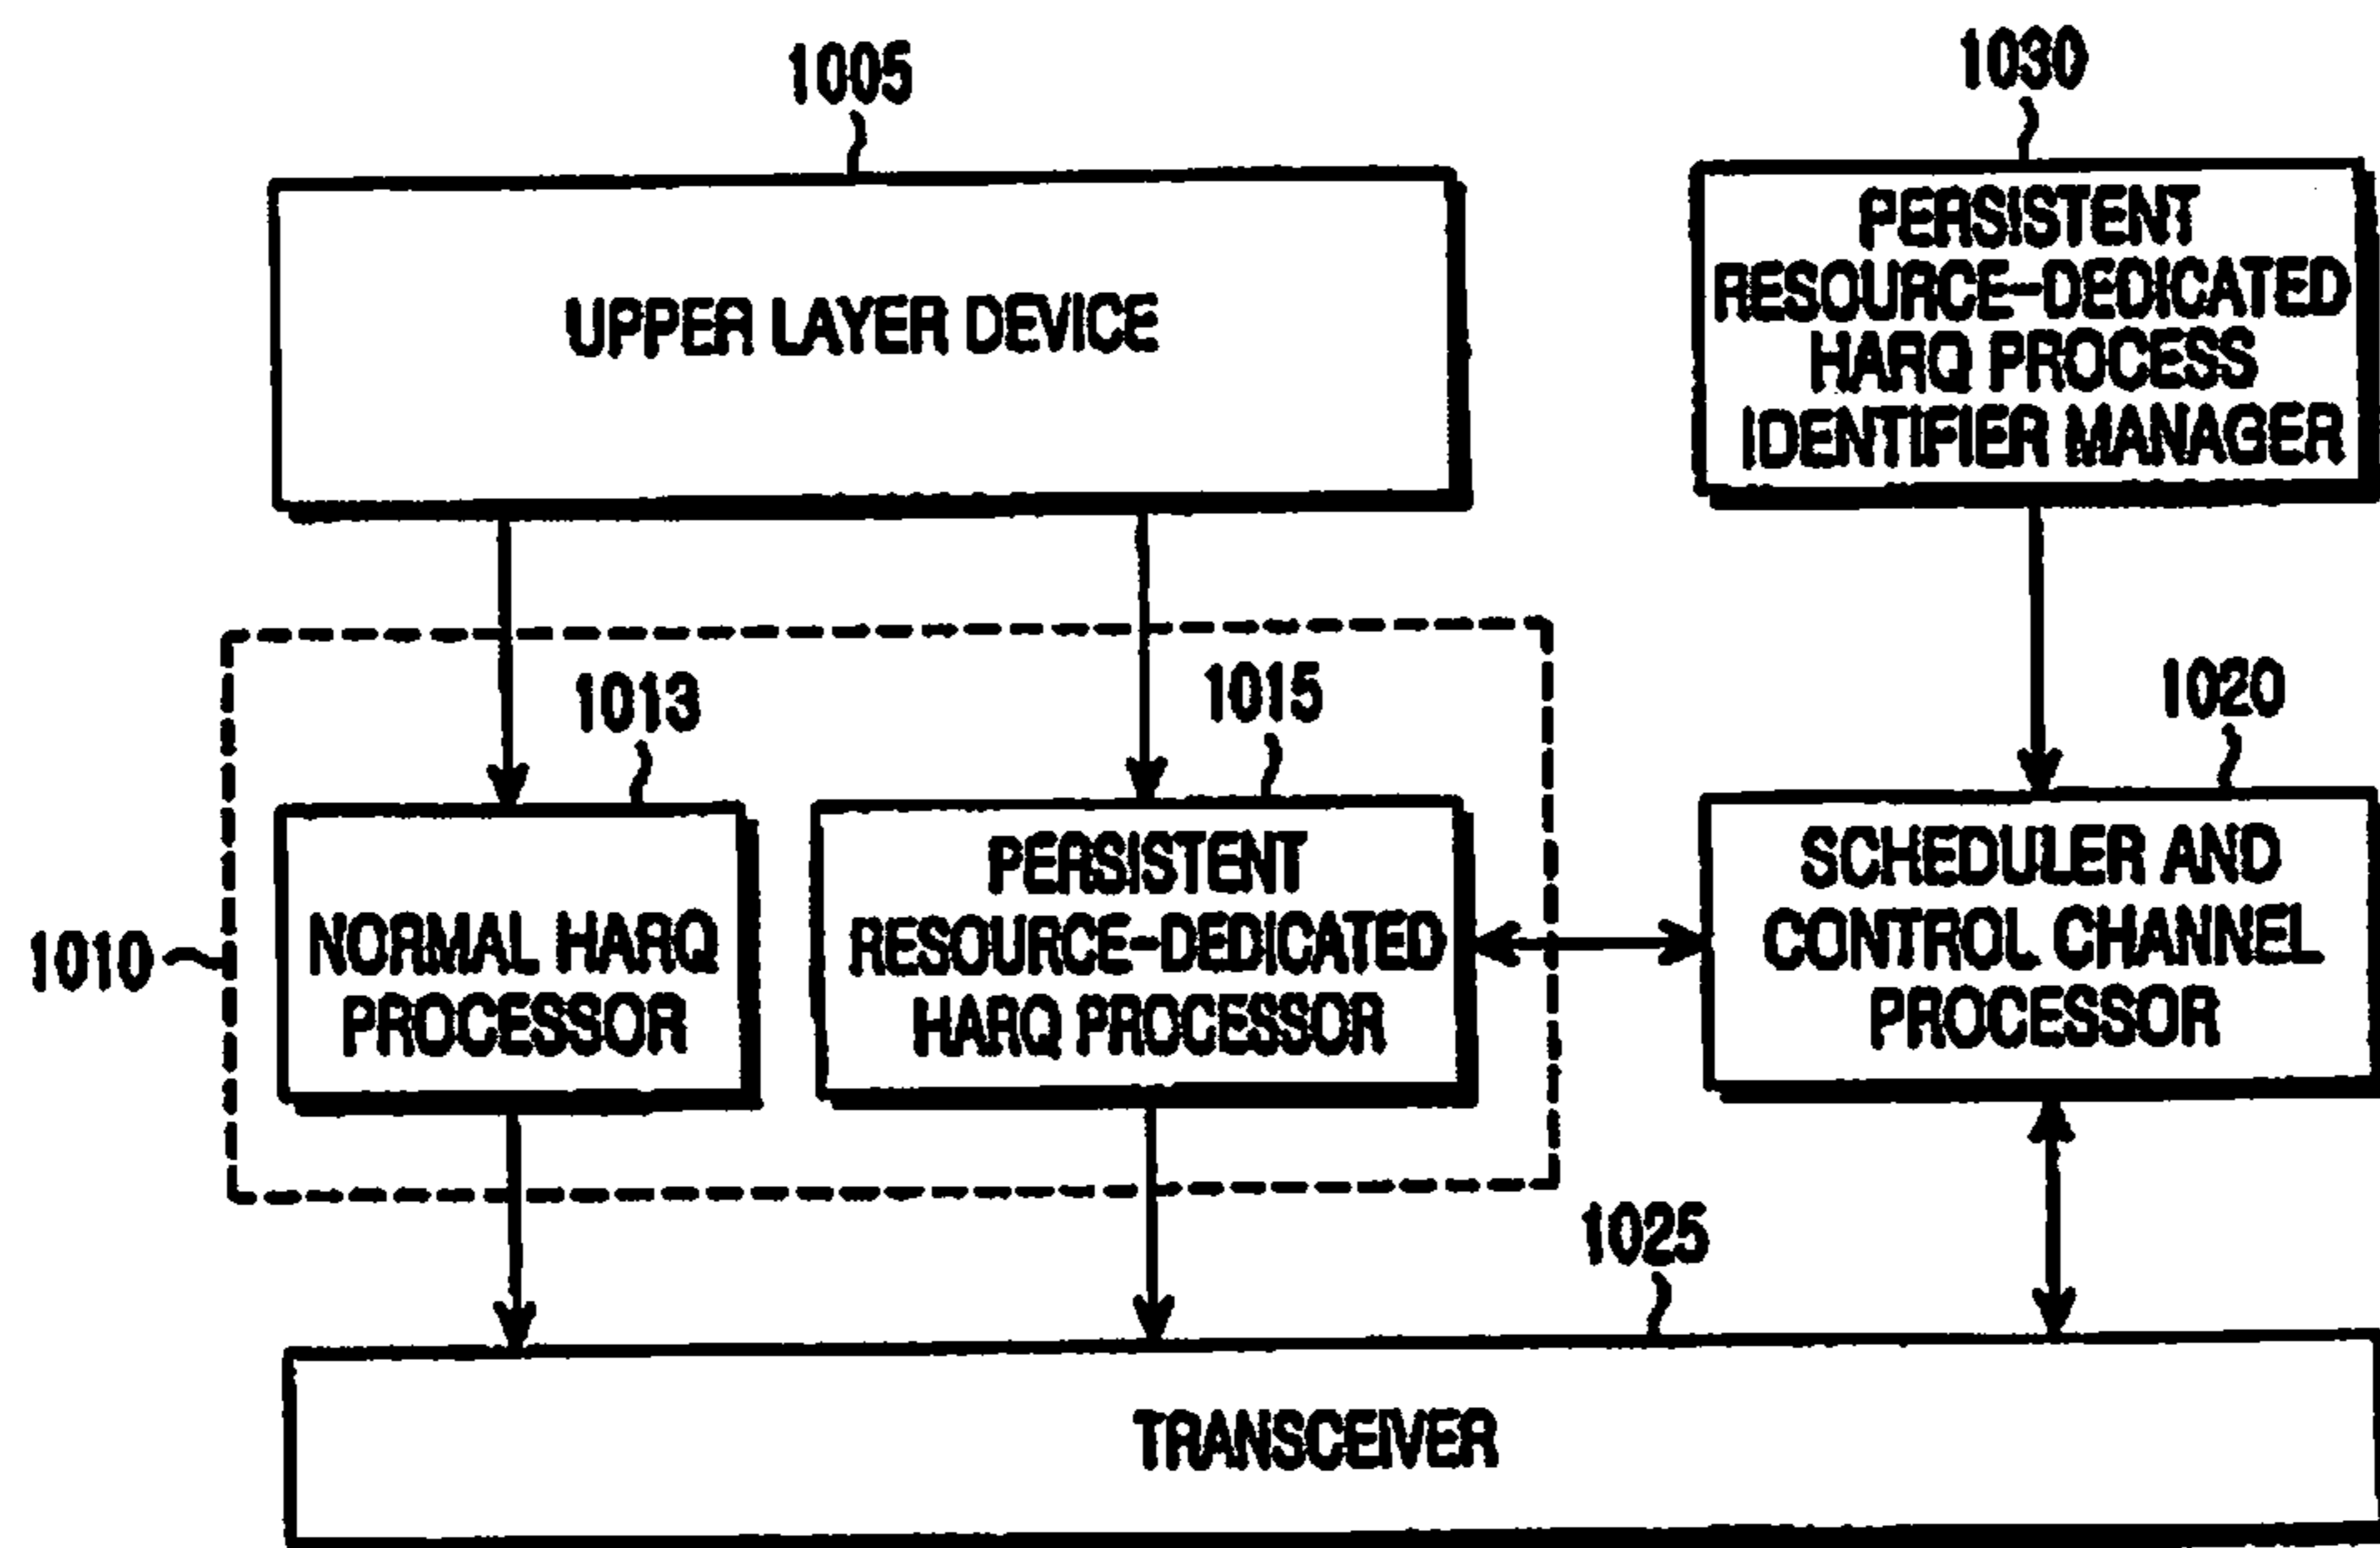 1005
1030
UPPER LAYER DEVICE
PERSISTENT
RESOURCE-DEDICATED
HARQ PROCESS
IDENTIFIER MANAGER
1010
1013
NORMAL HARQ
PROCESSOR
1015
PERSISTENT
RESOURCE-DEDICATED
HARQ PROCESSOR
1020
SCHEDULER AND
CONTROL CHANNEL
PROCESSOR
1025
TRANSCEIVER